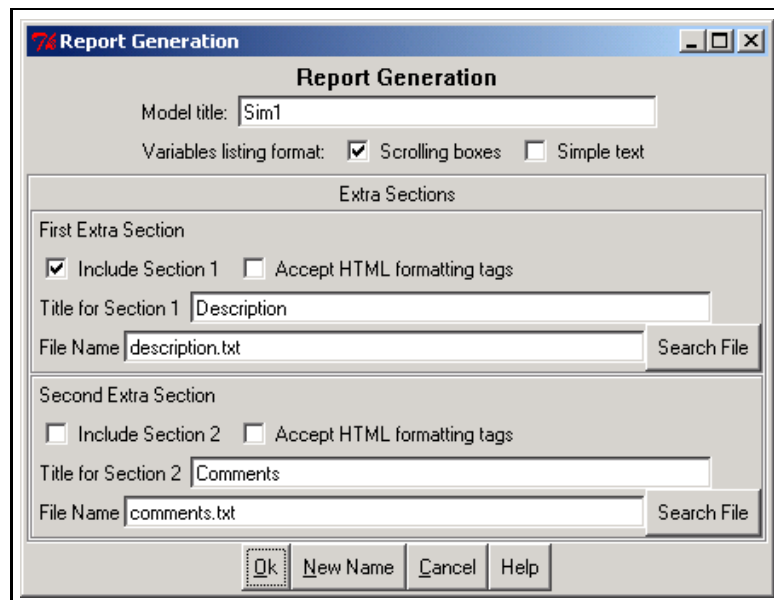 Report Generation
Report Generation
Model title: Sim1
Variables listing format: Scrolling boxes Simple text
Extra Sections
First Extra Section
Include Section 1 Accept HTML formatting tags
Title for Section 1 Description
File Name description.txt Search File
Second Extra Section
Include Section 2 Accept HTML formatting tags
Title for Section 2 Comments
File Name comments.txt Search File
Ok New Name Cancel Help